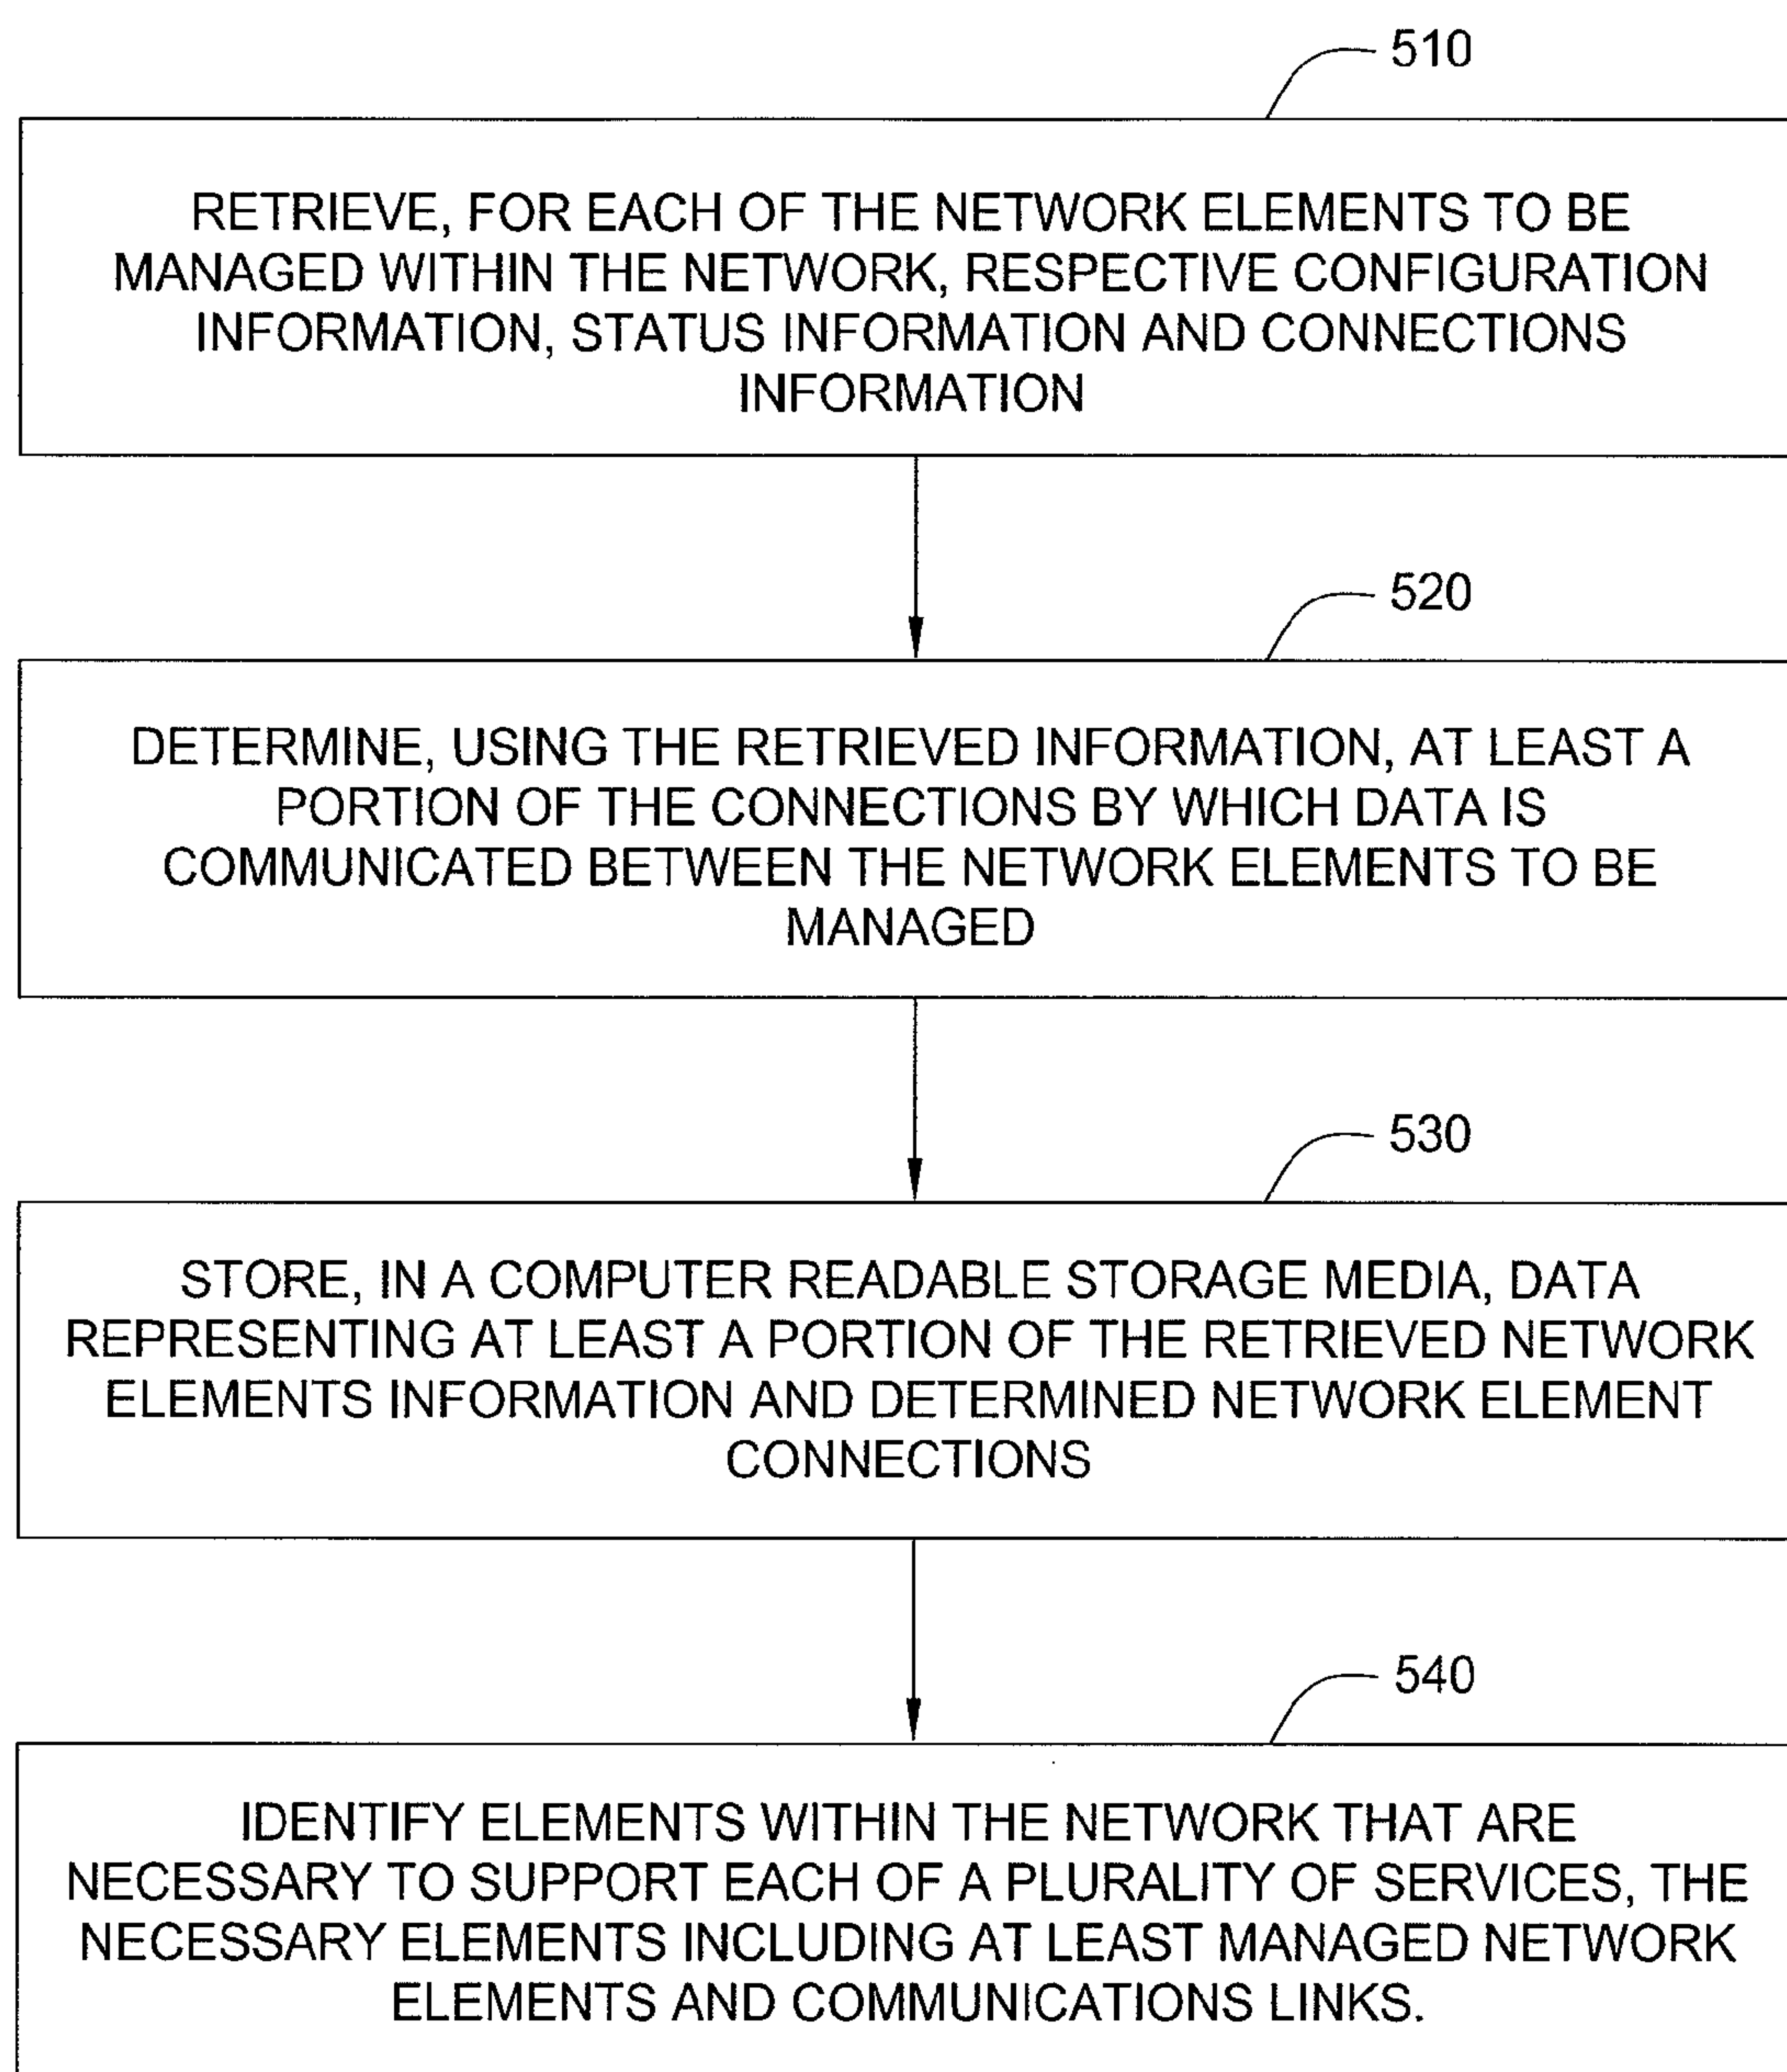 510
RETRIEVE, FOR EACH OF THE NETWORK ELEMENTS TO BE
MANAGED WITHIN THE NETWORK, RESPECTIVE CONFIGURATION
INFORMATION, STATUS INFORMATION AND CONNECTIONS
INFORMATION
520
DETERMINE, USING THE RETRIEVED INFORMATION, AT LEAST A
PORTION OF THE CONNECTIONS BY WHICH DATA IS
COMMUNICATED BETWEEN THE NETWORK ELEMENTS TO BE
MANAGED
530
STORE, IN A COMPUTER READABLE STORAGE MEDIA, DATA
REPRESENTING AT LEAST A PORTION OF THE RETRIEVED NETWORK
ELEMENTS INFORMATION AND DETERMINED NETWORK ELEMENT
CONNECTIONS
540
IDENTIFY ELEMENTS WITHIN THE NETWORK THAT ARE
NECESSARY TO SUPPORT EACH OF A PLURALITY OF SERVICES, THE
NECESSARY ELEMENTS INCLUDING AT LEAST MANAGED NETWORK
ELEMENTS AND COMMUNICATIONS LINKS.